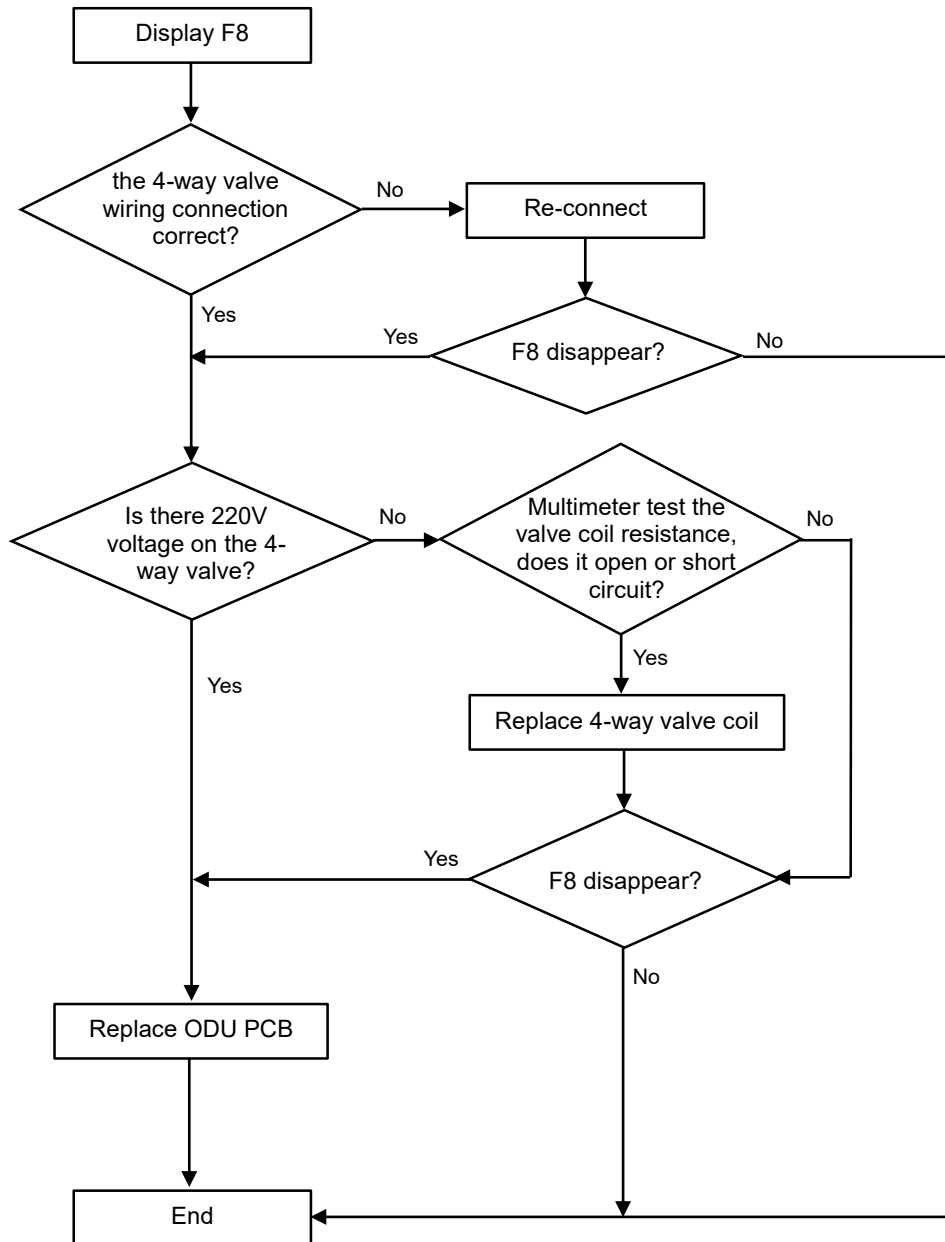 Display F8
the 4-way valve
wiring connection
correct?
No
Re-connect
Yes
Yes
F8 disappear?
No
Is there 220V
voltage on the 4-
way valve?
No
Multimeter test the
valve coil resistance,
does it open or short
circuit?
No
Yes
Yes
Replace 4-way valve coil
Yes
F8 disappear?
No
Replace ODU PCB
End